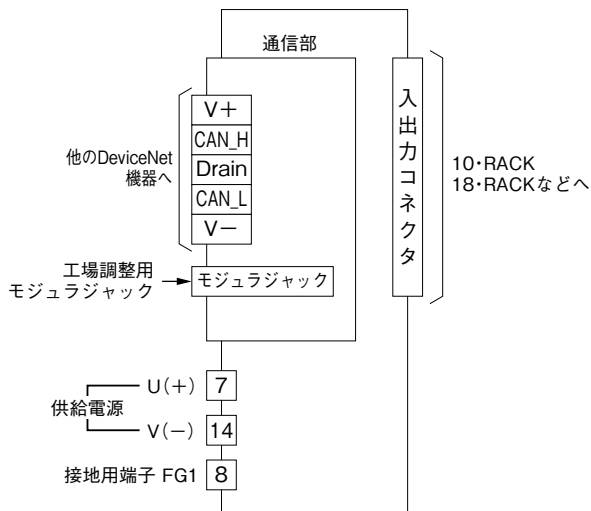 通信部
V+
CAN_H
Drain
CAN_L
V−
他のDeviceNet
機器へ
入出力コネクタ
10・RACK
18・RACKなどへ
工場調整用
モジュラジャック
モジュラジャック
供給電源
U(+) 7
V(−) 14
接地用端子 FG1 8